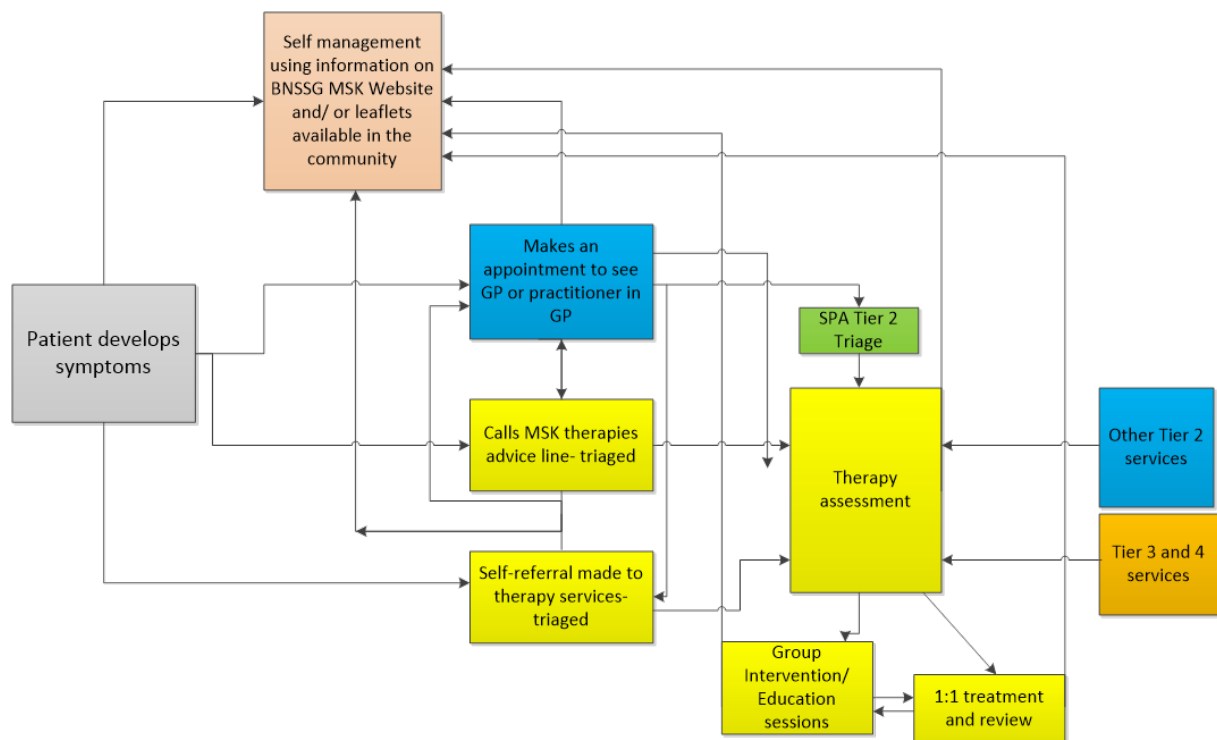 Self management
using information on
BNSSG MSK Website
and/ or leaflets
available in the
community
Makes an
appointment to see
GP or practitioner in
GP
Patient develops
symptoms
SPA Tier 2
Triage
Calls MSK therapies
advice line- triaged
Therapy
assessment
Other Tier 2
services
Tier 3 and 4
services
Self-referral made to
therapy services-
triaged
Group
Intervention/
Education
sessions
1:1 treatment
and review